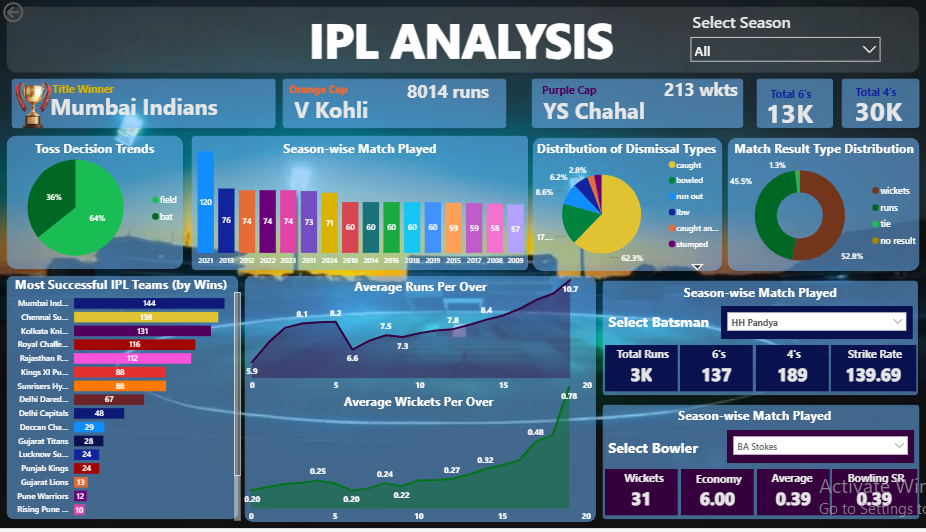 IPL ANALYSIS
Select Season
All
Title Winner
Mumbai Indians
Orange Cap
8014 runs
V Kohli
Purple Cap
213 wkts
YS Chahal
Total 6's
13K
Total 4's
30K
Toss Decision Trends
36%
64%
field
bat
Season-wise Match Played
120
76
74
74
74
73
71
60
60
60
60
60
59
59
58
57
2021
2013
2012
2022
2023
2011
2024
2010
2014
2016
2018
2019
2015
2017
2008
2009
Distribution of Dismissal Types
2.8%
6.2%
8.6%
17....
62.3%
caught
bowled
run out
lbw
caught an...
stumped
Match Result Type Distribution
1.3%
45.5%
52.8%
wickets
runs
tie
no result
Most Successful IPL Teams (by Wins)
Mumbai Ind... 144
Chennai Su... 138
Kolkata Kni... 131
Royal Challe... 116
Rajasthan R... 112
Kings XI Pu... 88
Sunrisers Hy... 88
Delhi Dared... 67
Delhi Capitals 48
Deccan Cha... 29
Gujarat Titans 28
Lucknow Su... 24
Punjab Kings 24
Gujarat Lions 13
Pune Warriors 12
Rising Pune ... 10
Average Runs Per Over
5.9
8.1
8.2
6.6
7.5
7.3
7.8
8.4
10.7
0 5 10 15 20
Average Wickets Per Over
0.20
0.25
0.20
0.24
0.22
0.27
0.32
0.48
0.78
0 5 10 15 20
Season-wise Match Played
Select Batsman
HH Pandya
Total Runs
3K
6's
137
4's
189
Strike Rate
139.69
Season-wise Match Played
Select Bowler
BA Stokes
Wickets
31
Economy
6.00
Average
0.39
Bowling SR
0.39
Activate Win
Go to Settings to